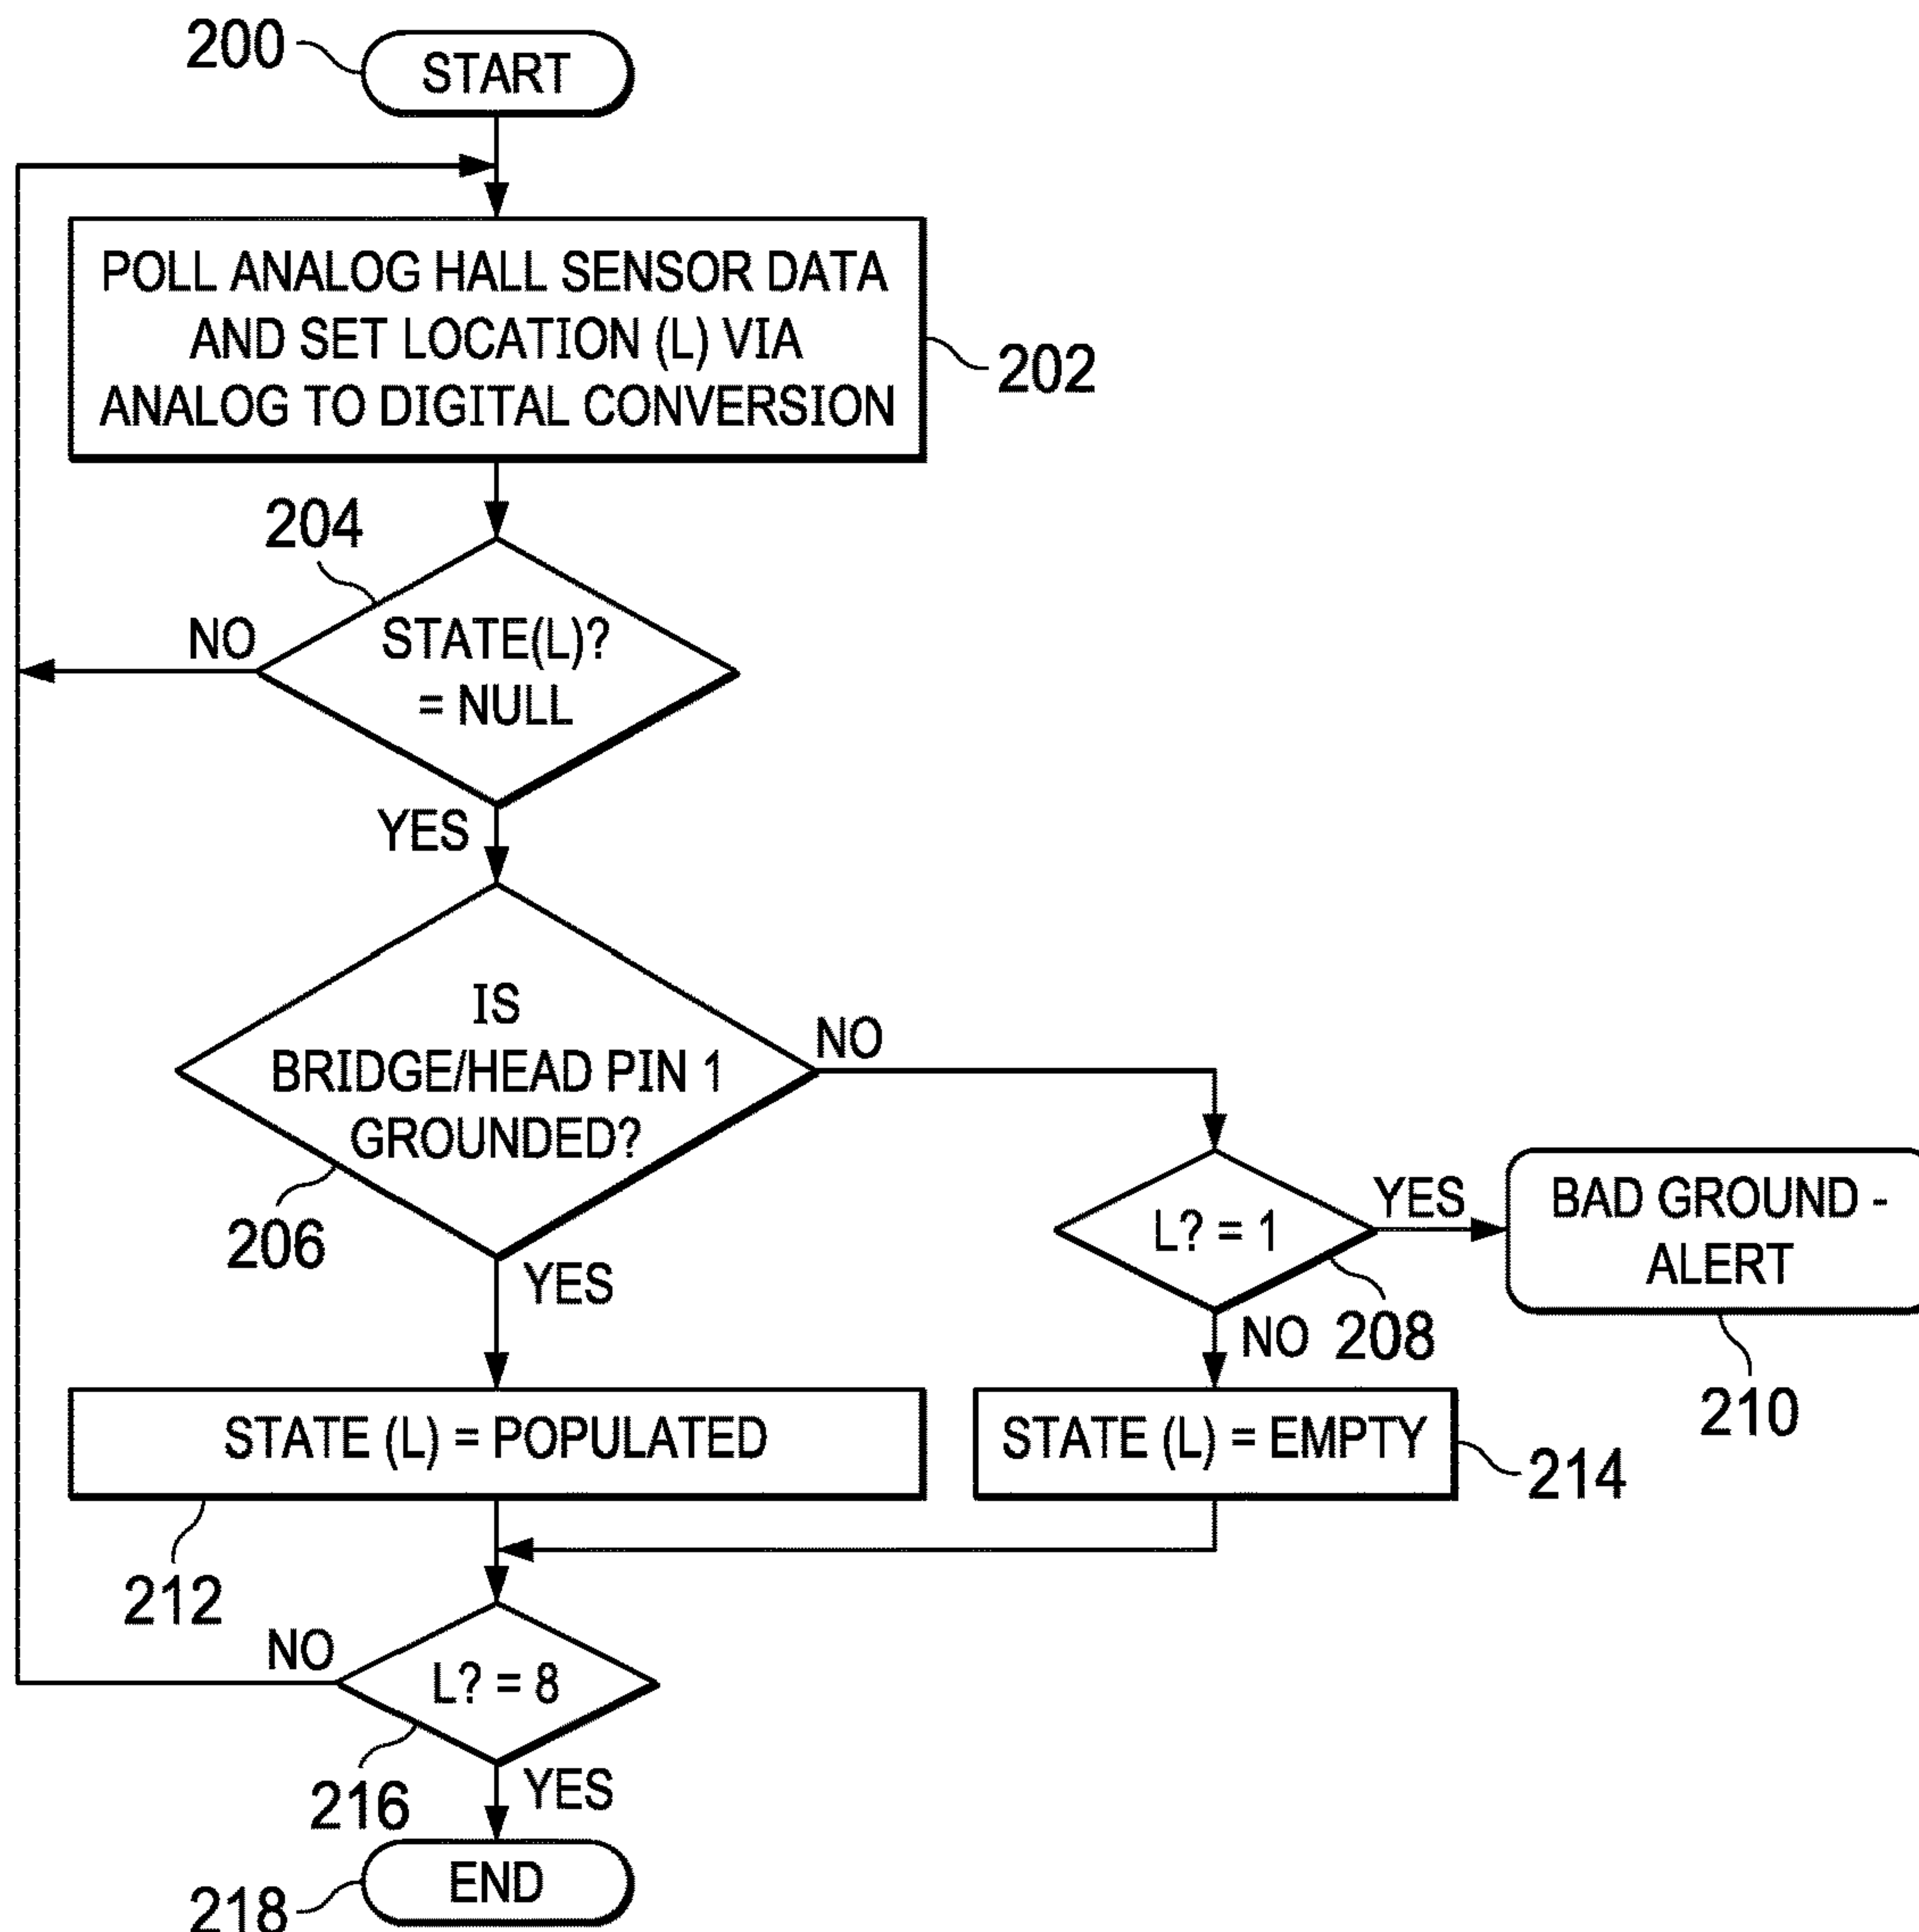 200
START
POLL ANALOG HALL SENSOR DATA
AND SET LOCATION (L) VIA
ANALOG TO DIGITAL CONVERSION
202
204
NO
STATE(L)?
= NULL
YES
IS
BRIDGE/HEAD PIN 1
GROUNDED?
NO
206
YES
L? = 1
YES
BAD GROUND -
ALERT
NO
208
210
STATE (L) = POPULATED
STATE (L) = EMPTY
214
212
NO
L? = 8
216
YES
END
218